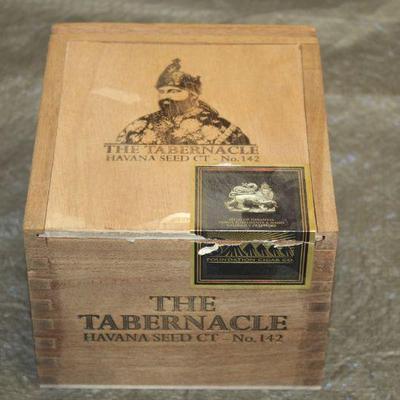 THE TABERNACLE
HAVANA SEED CT - No. 142
FOUNDATION CIGAR CO.
THE
TABERNACLE
HAVANA SEED CT - No. 142